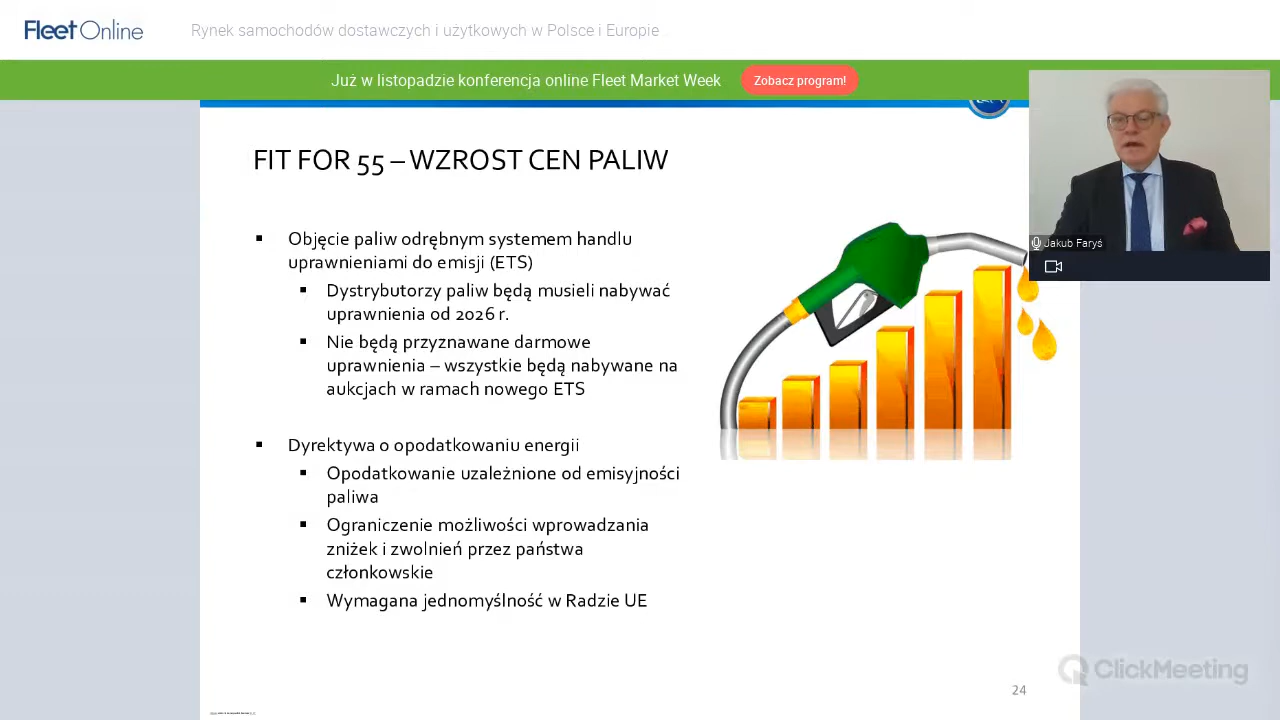 Fleet Online
Rynek samochodów dostawczych i użytkowych w Polsce i Europie
Już w listopadzie konferencja online Fleet Market Week
Zobacz program!
FIT FOR 55 – WZROST CEN PALIW
Jakub Faryś
▪ Objęcie paliw odrębnym systemem handlu
uprawnieniami do emisji (ETS)
▪ Dystrybutorzy paliw będą musieli nabywać
uprawnienia od 2026 r.
▪ Nie będą przyznawane darmowe
uprawnienia – wszystkie będą nabywane na
aukcjach w ramach nowego ETS
▪ Dyrektywa o opodatkowaniu energii
▪ Opodatkowanie uzależnione od emisyjności
paliwa
▪ Ograniczenie możliwości wprowadzania
zniżek i zwolnień przez państwa
członkowskie
▪ Wymagana jednomyślność w Radzie UE
ClickMeeting
24